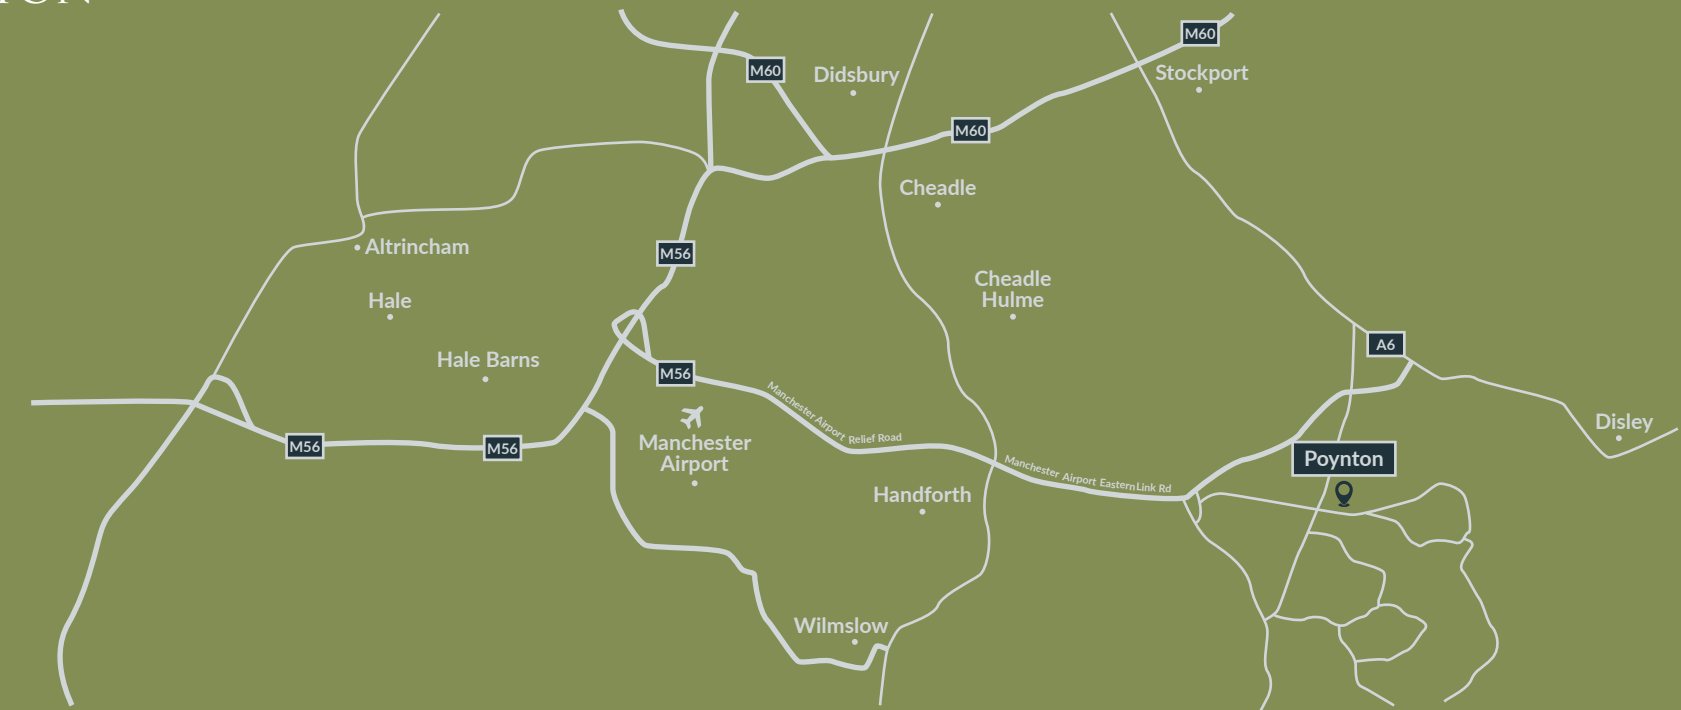 M60
M60
Didsbury
Stockport
M60
Cheadle
Altrincham
M56
Cheadle
Hulme
Hale
A6
Hale Barns
M56
Manchester Airport Relief Road
Disley
Manchester
Airport
M56
M56
Poynton
Manchester Airport Eastern Link Rd
Handforth
Wilmslow